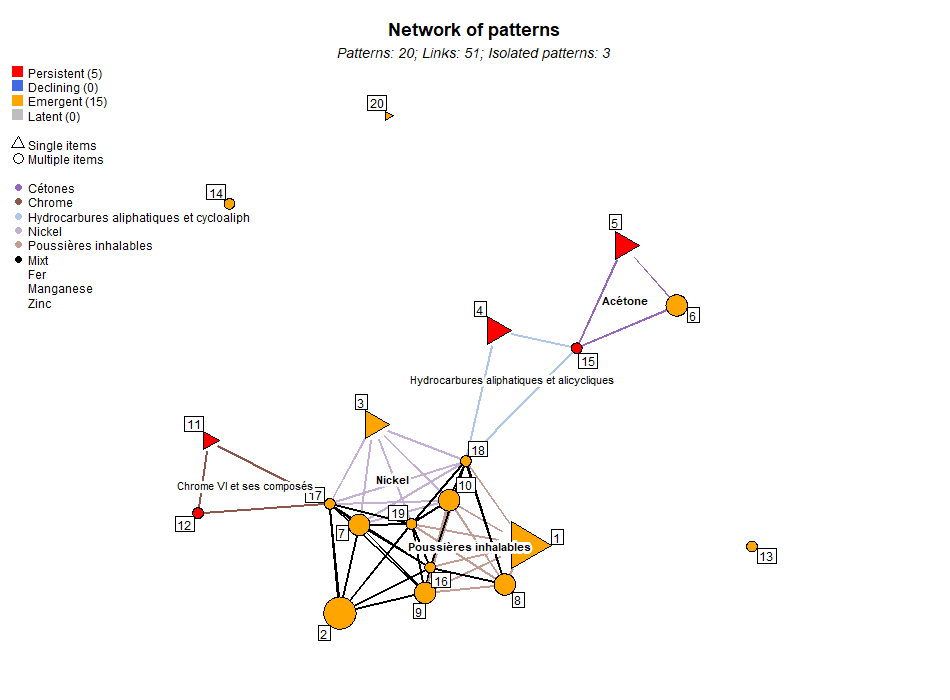 Network of patterns
Patterns: 20; Links: 51; Isolated patterns: 3
Persistent (5)
Declining (0)
Emergent (15)
Latent (0)
Single items
Multiple items
Cétones
Chrome
Hydrocarbures aliphatiques et cycloaliph
Nickel
Poussières inhalables
Mixt
Fer
Manganese
Zinc
20
14
5
Acétone
6
4
15
Hydrocarbures aliphatiques et alicycliques
3
11
18
Nickel
10
Chrome VI et ses composés
17
19
12
7
1
Poussières inhalables
13
16
8
9
2